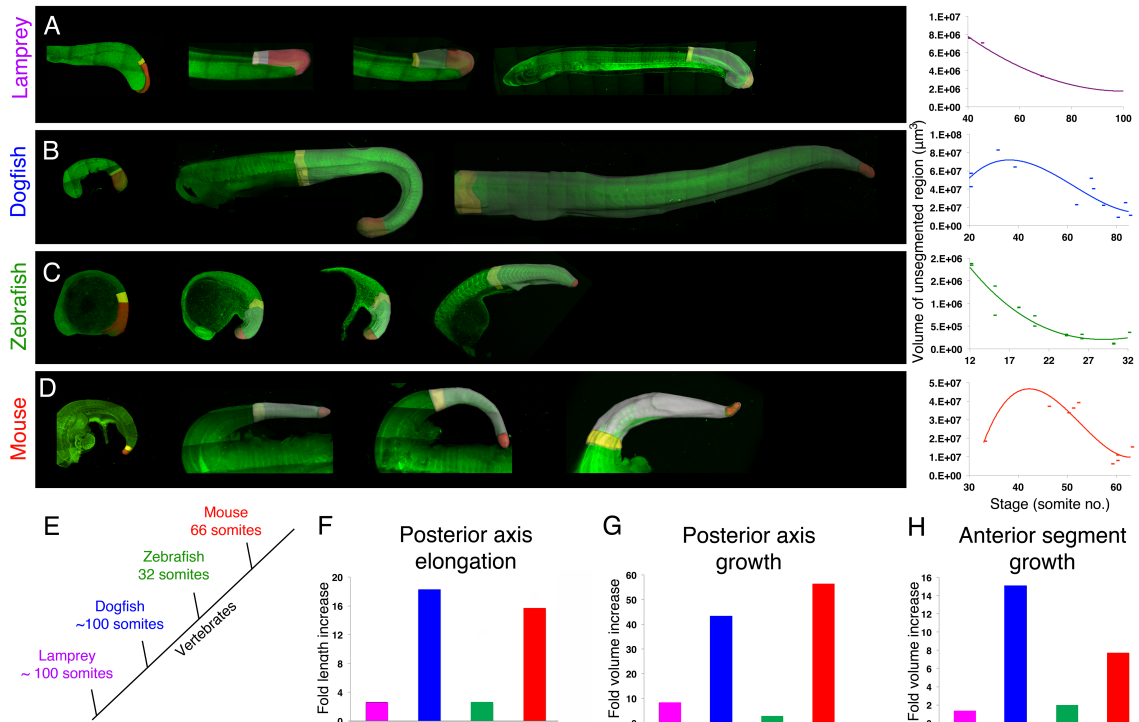 A
Lamprey
1.E+07
8.E+06
6.E+06
4.E+06
2.E+06
0.E+00
40
60
80
100
B
Dogfish
1.E+08
8.E+07
6.E+07
4.E+07
2.E+07
0.E+00
20
40
60
80
Volume of unsegmented region (µm³)
C
Zebrafish
2.E+06
2.E+06
1.E+06
5.E+05
0.E+00
12
17
22
27
32
D
Mouse
5.E+07
4.E+07
3.E+07
2.E+07
1.E+07
0.E+00
30
40
50
60
Stage (somite no.)
E
Mouse
66 somites
Zebrafish
32 somites
Dogfish
~100 somites
Lamprey
~ 100 somites
Vertebrates
F
Posterior axis
elongation
Fold length increase
20
16
12
8
4
0
G
Posterior axis
growth
Fold volume increase
60
50
40
30
20
10
0
H
Anterior segment
growth
Fold volume increase
16
14
12
10
8
6
4
2
0